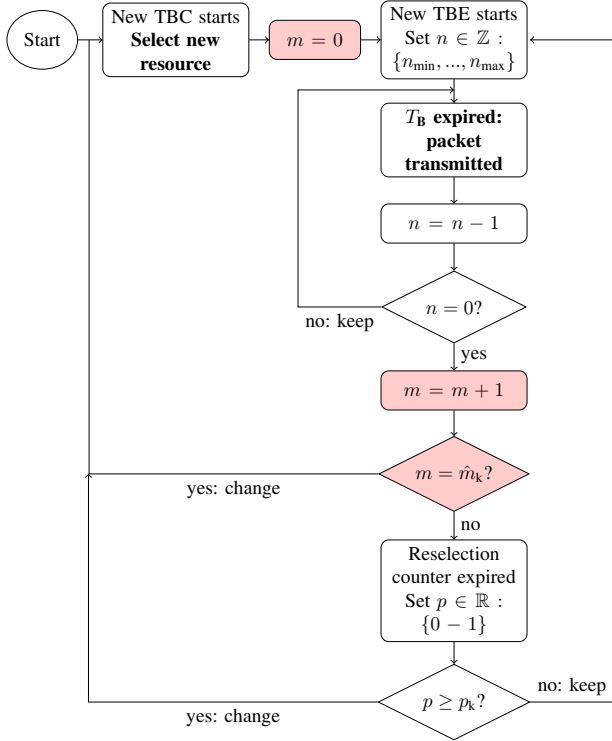 Start
New TBC starts
Select new
resource
m = 0
New TBE starts
Set n ∈ ℤ :
{n_min, ..., n_max}
T_B expired:
packet
transmitted
n = n − 1
n = 0?
no: keep
yes
m = m + 1
m = m̂_k?
yes: change
no
Reselection
counter expired
Set p ∈ ℝ :
{0 − 1}
p ≥ p_k?
no: keep
yes: change